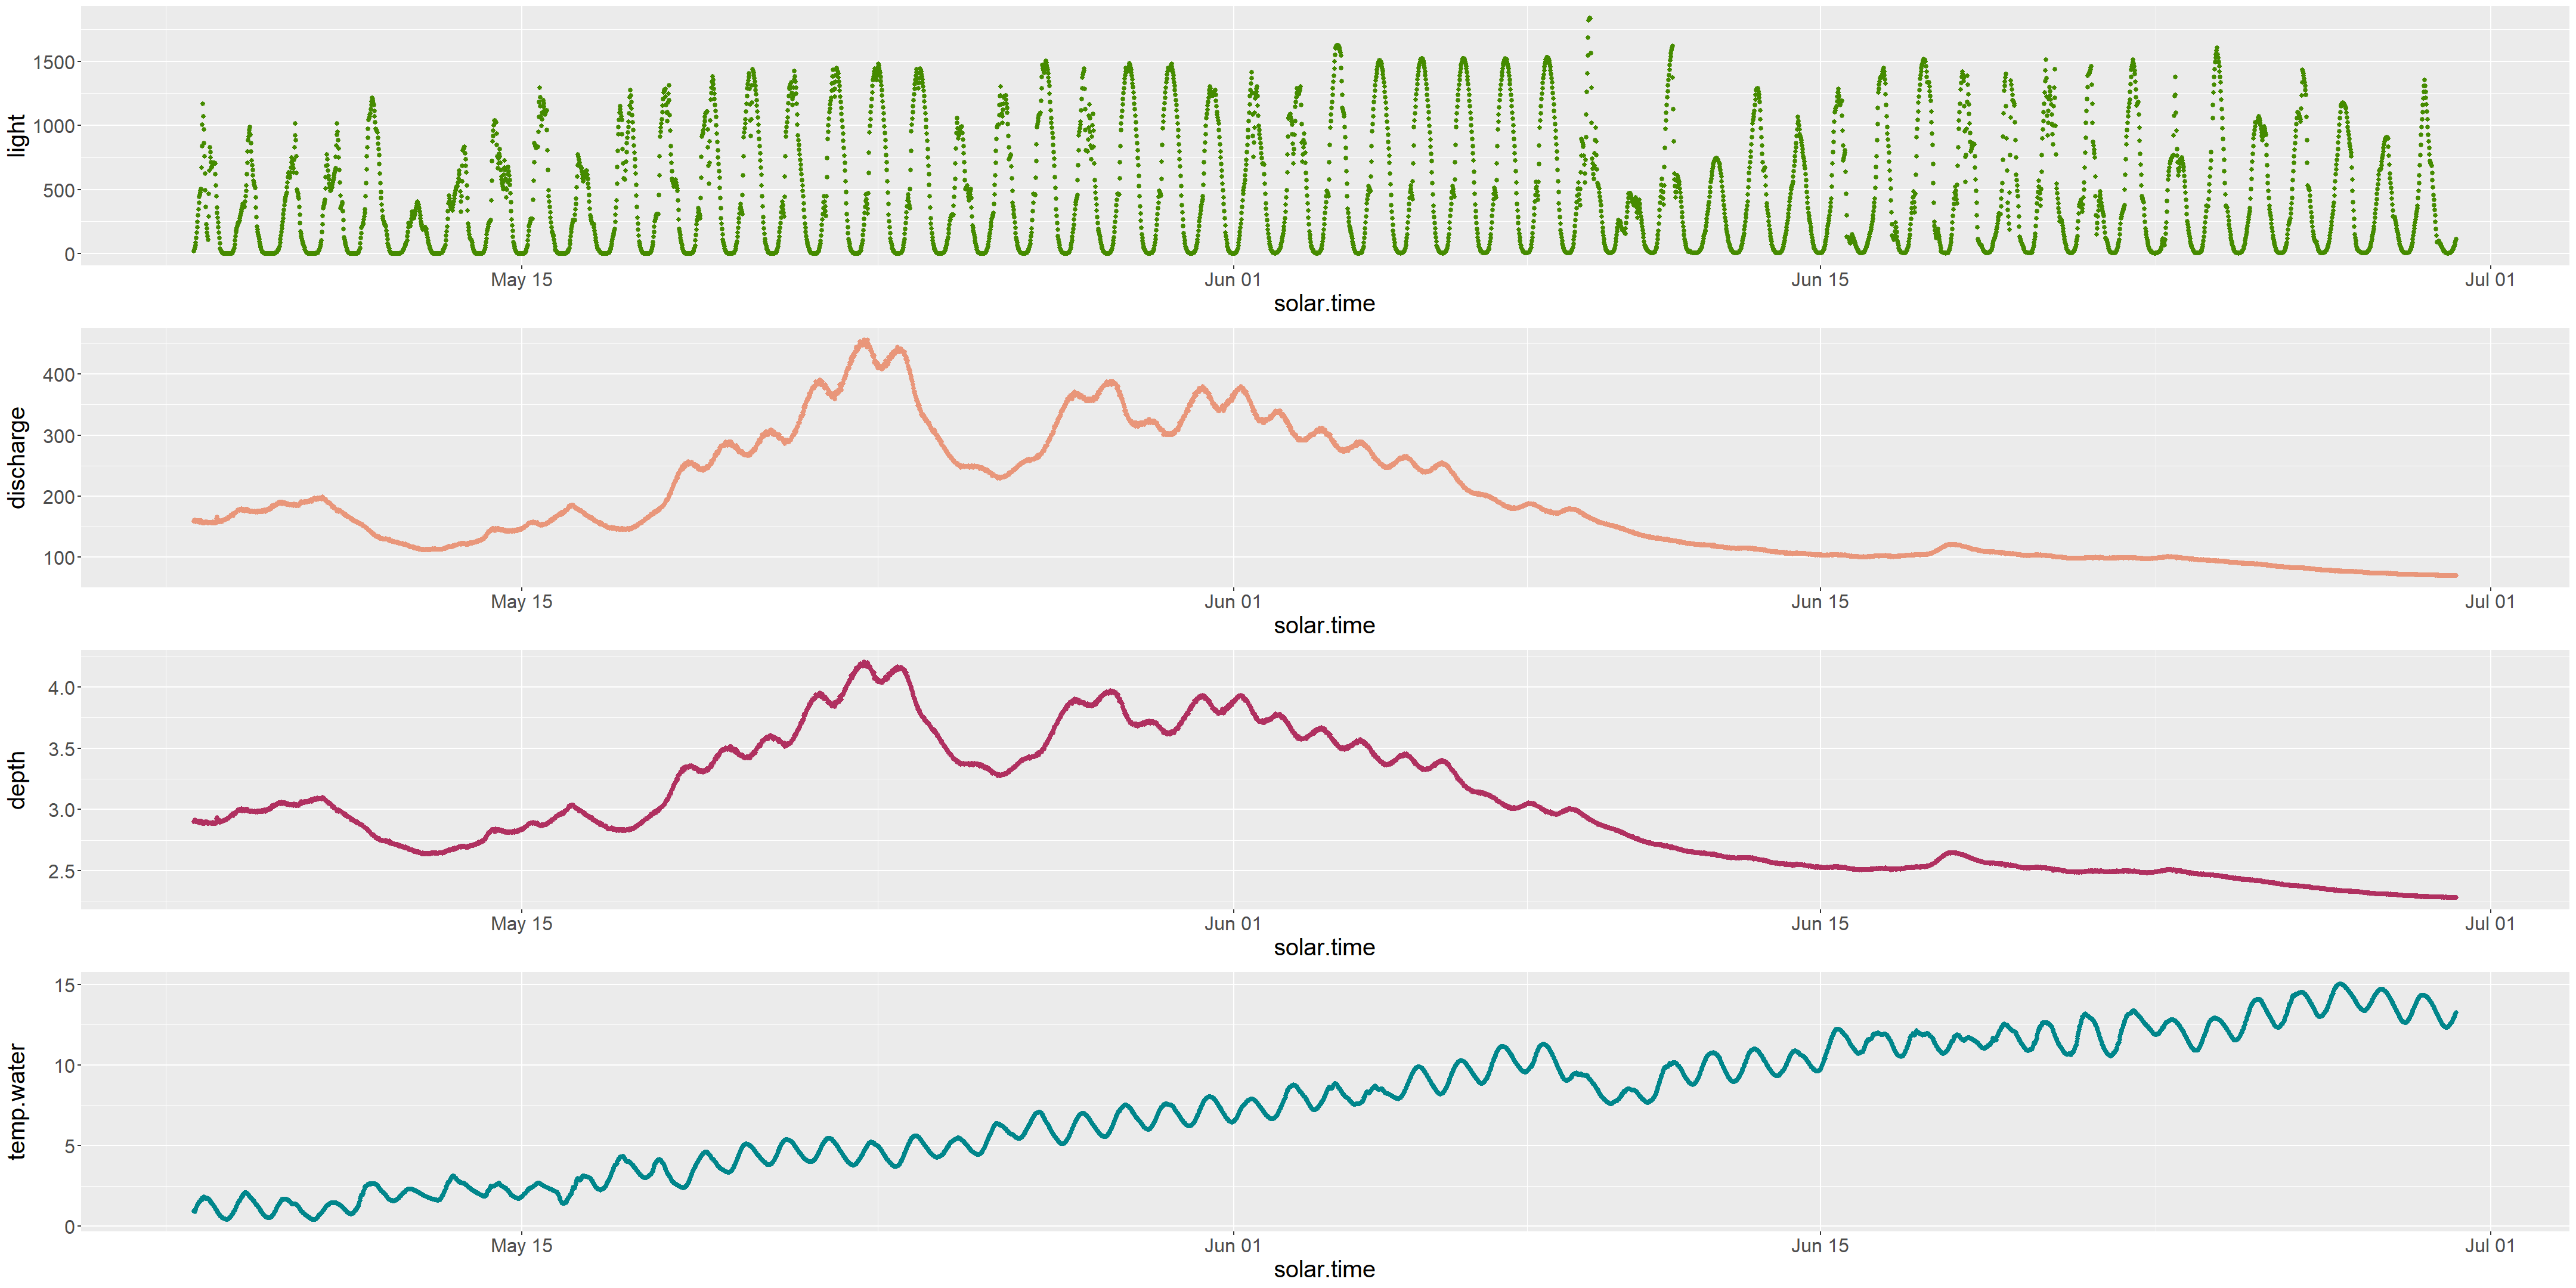 light
1500
1000
500
0
May 15 Jun 01 Jun 15 Jul 01
solar.time
discharge
400
300
200
100
May 15 Jun 01 Jun 15 Jul 01
solar.time
depth
4.0
3.5
3.0
2.5
May 15 Jun 01 Jun 15 Jul 01
solar.time
temp.water
15
10
5
0
May 15 Jun 01 Jun 15 Jul 01
solar.time